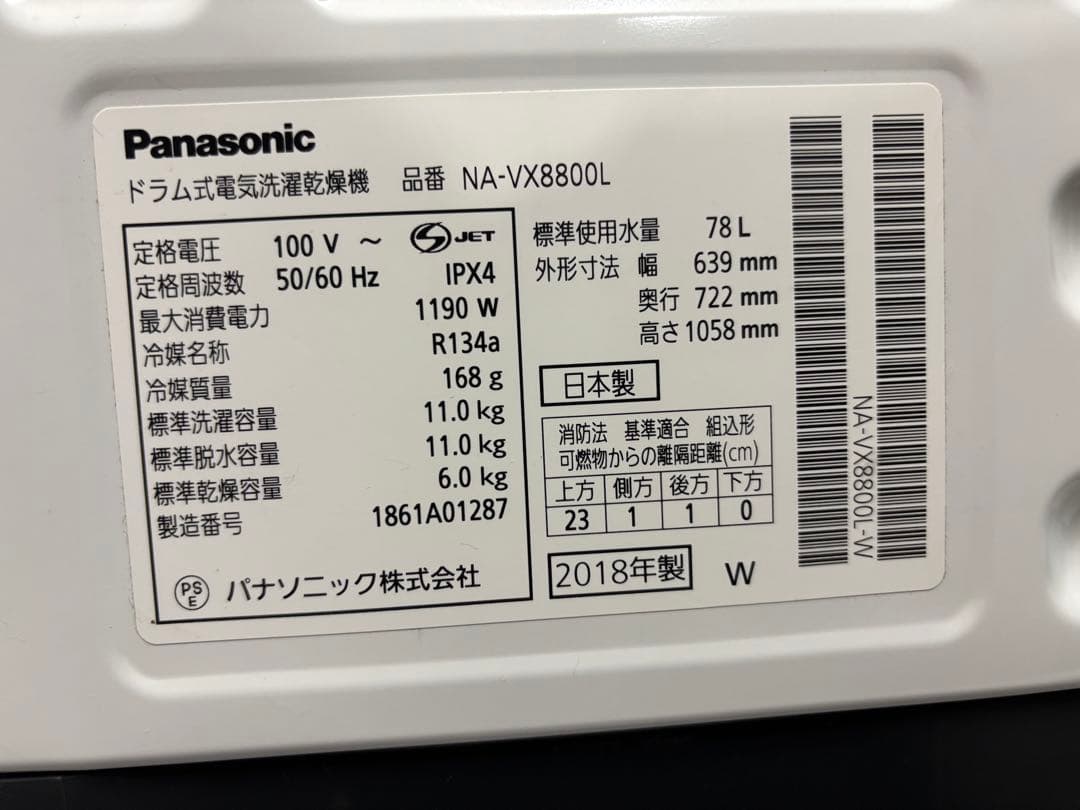 Panasonic
ドラム式電気洗濯乾燥機 品番 NA-VX8800L
定格電圧 100 V ～ S JET
定格周波数 50/60 Hz IPX4
最大消費電力 1190 W
冷媒名称 R134a
冷媒質量 168 g
標準洗濯容量 11.0 kg
標準脱水容量 11.0 kg
標準乾燥容量 6.0 kg
製造番号 1861A01287
PS
E
パナソニック株式会社
標準使用水量 78 L
外形寸法 幅 639 mm
奥行 722 mm
高さ 1058 mm
日本製
消防法 基準適合 組込形
可燃物からの離隔距離(cm)
上方 側方 後方 下方
23 1 1 0
2018年製 W
NA-VX8800L-W